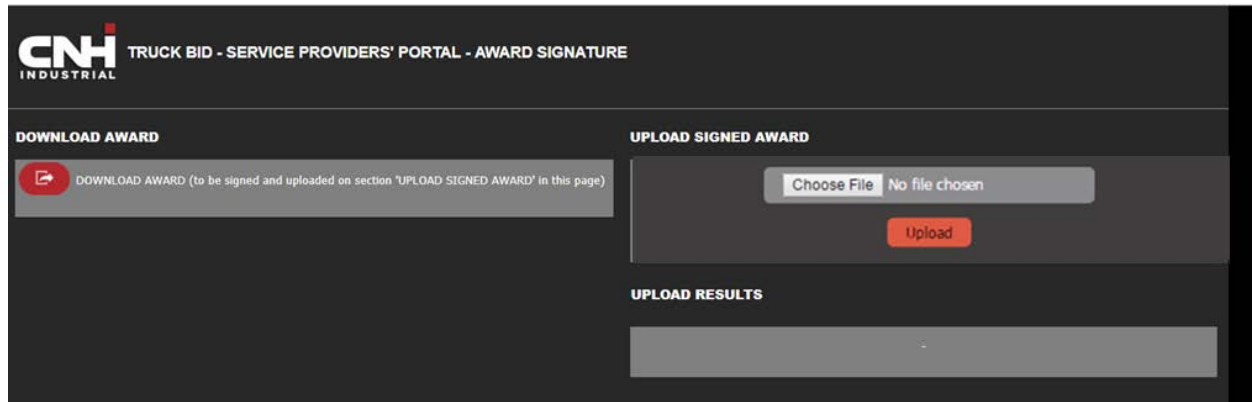 CNH
INDUSTRIAL
TRUCK BID - SERVICE PROVIDERS' PORTAL - AWARD SIGNATURE
DOWNLOAD AWARD
DOWNLOAD AWARD (to be signed and uploaded on section 'UPLOAD SIGNED AWARD' in this page)
UPLOAD SIGNED AWARD
Choose File No file chosen
Upload
UPLOAD RESULTS
-